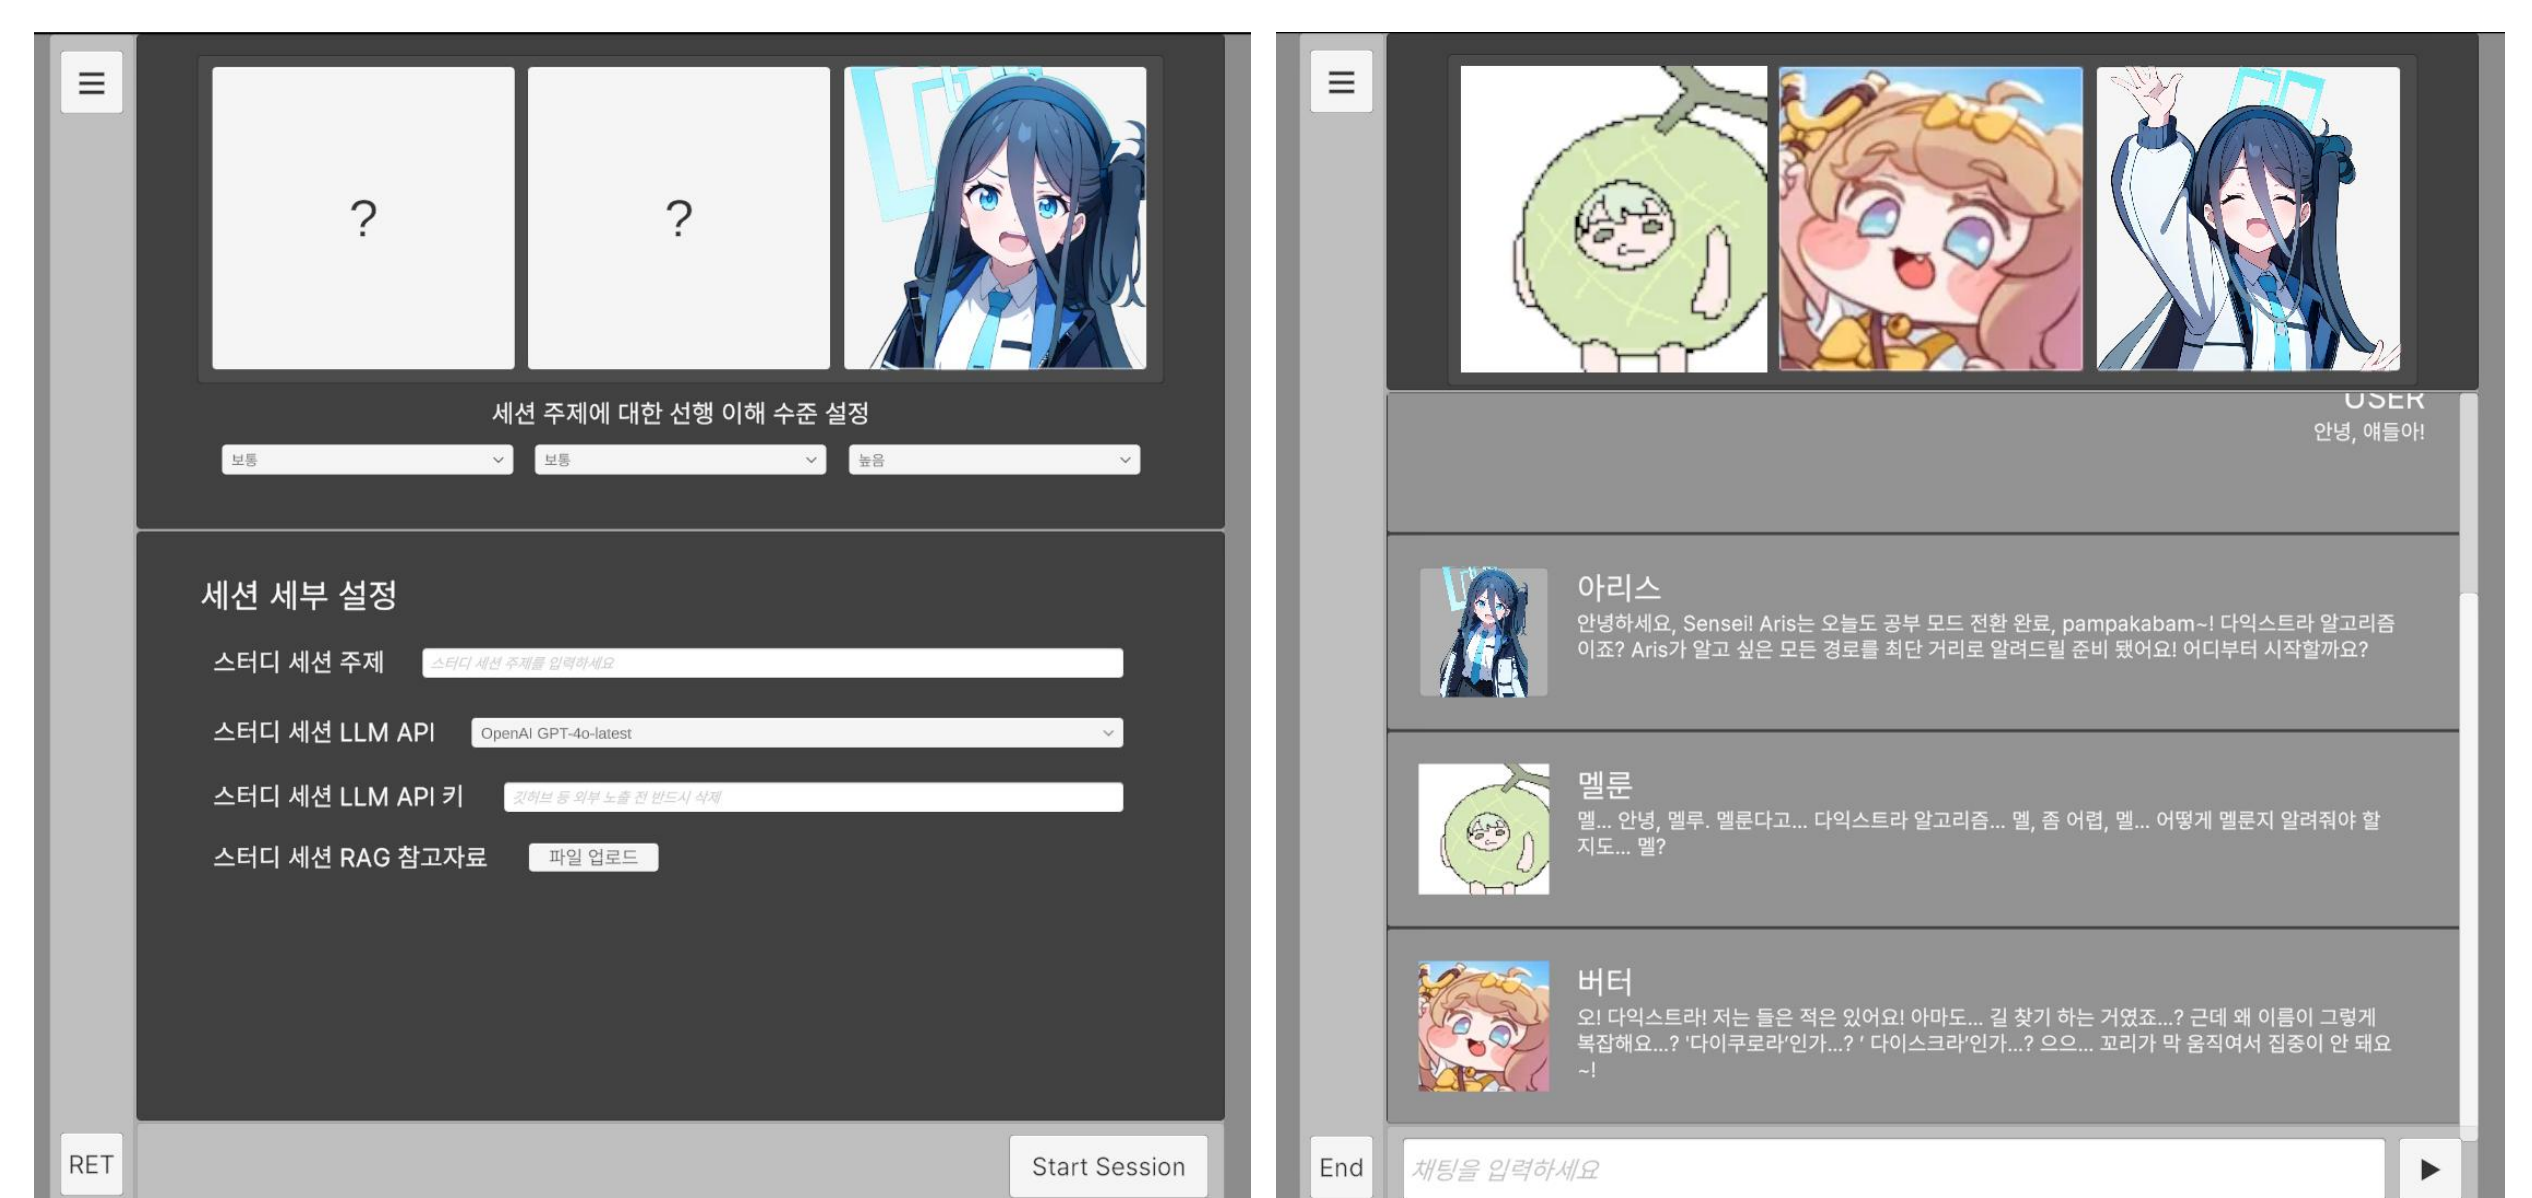 ☰
?
?
세션 주제에 대한 선행 이해 수준 설정
보통
보통
높음
세션 세부 설정
스터디 세션 주제
스터디 세션 주제를 입력하세요
스터디 세션 LLM API
OpenAI GPT-4o-latest
스터디 세션 LLM API 키
깃허브 등 외부 노출 전 반드시 삭제
스터디 세션 RAG 참고자료
파일 업로드
RET
Start Session
☰
USER
안녕, 얘들아!
아리스
안녕하세요, Sensei! Aris는 오늘도 공부 모드 전환 완료, pampakabam~! 다익스트라 알고리즘
이죠? Aris가 알고 싶은 모든 경로를 최단 거리로 알려드릴 준비 됐어요! 어디부터 시작할까요?
멜룬
멜... 안녕, 멜루. 멜룬다고... 다익스트라 알고리즘... 멜, 좀 어렵, 멜... 어떻게 멜룬지 알려줘야 할
지도... 멜?
버터
오! 다익스트라! 저는 들은 적은 있어요! 아마도... 길 찾기 하는 거였죠...? 근데 왜 이름이 그렇게
복잡해요...? '다이쿠로라'인가...? ' 다이스크라'인가...? 으으... 꼬리가 막 움직여서 집중이 안 돼요
~!
End
채팅을 입력하세요